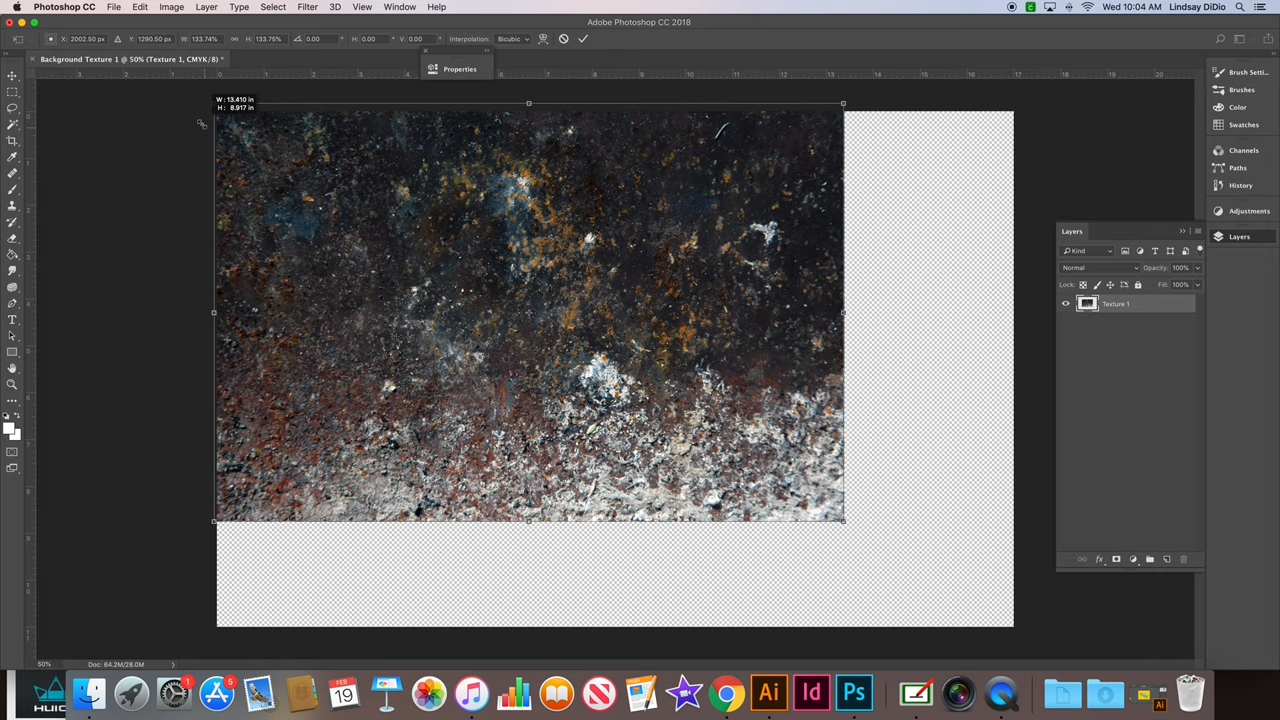 Photoshop CC File Edit Image Layer Type Select Filter 3D View Window Help
Wed 10:04 AM Lindsay DiDio
Adobe Photoshop CC 2018
X: 2002.50 px Y: 1290.50 px W: 133.74% H: 133.75% 0.00 ° H: 0.00 ° V: 0.00 ° Interpolation: Bicubic
Background Texture 1 @ 50% (Texture 1, CMYK/8) *
Properties
W : 13.410 in
H : 8.917 in
Brush Setti...
Brushes
Color
Swatches
Channels
Paths
History
Adjustments
Layers
Layers
Kind
Normal Opacity: 100%
Lock: Fill: 100%
Texture 1
50% Doc: 64.2M/28.0M
HUIC
FEB
19
1
5
Ai
Id
Ps
Ai